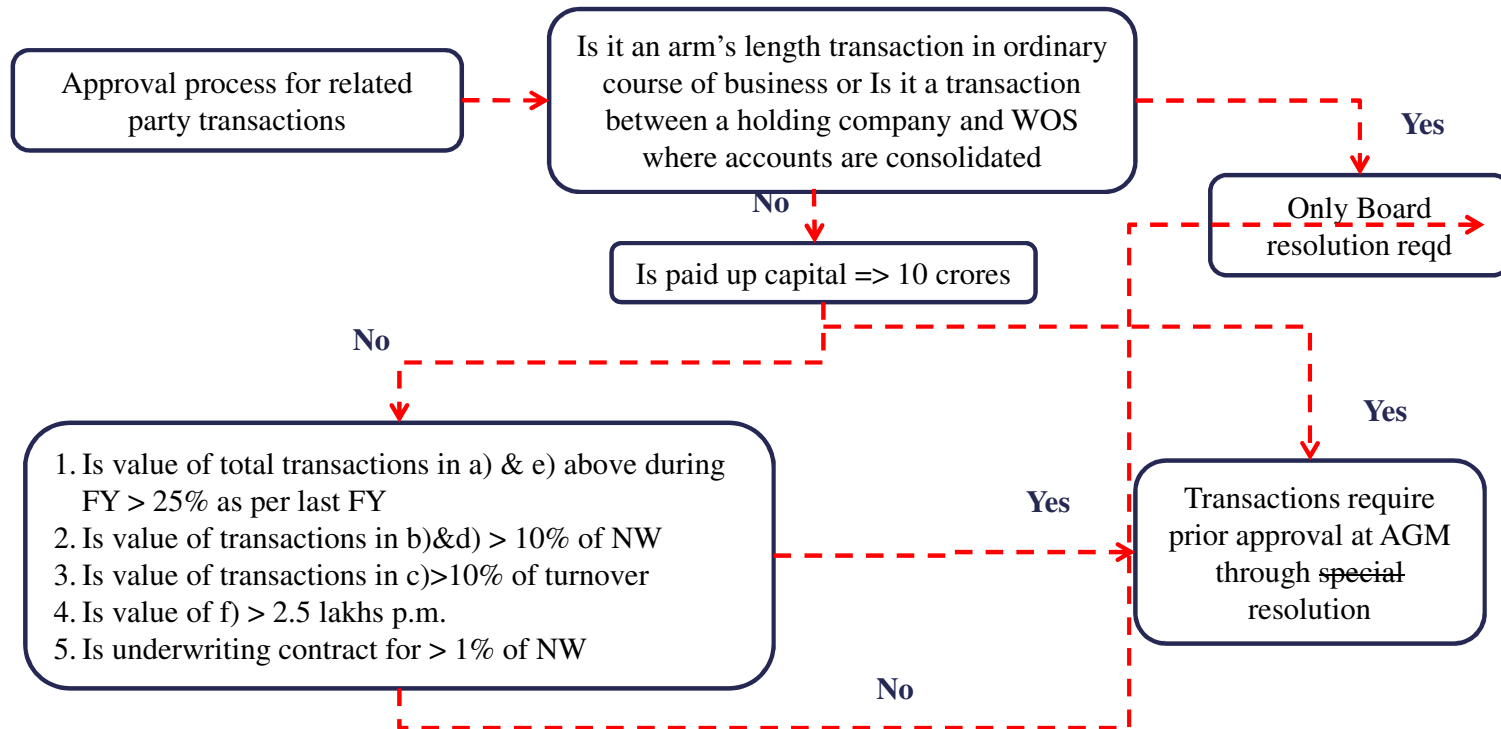 Approval process for related
party transactions
Is it an arm’s length transaction in ordinary
course of business or Is it a transaction
between a holding company and WOS
where accounts are consolidated
Yes
Only Board
resolution reqd
No
Is paid up capital => 10 crores
No
Yes
1. Is value of total transactions in a) & e) above during
FY > 25% as per last FY
2. Is value of transactions in b)&d) > 10% of NW
3. Is value of transactions in c)>10% of turnover
4. Is value of f) > 2.5 lakhs p.m.
5. Is underwriting contract for > 1% of NW
Yes
Transactions require
prior approval at AGM
through special
resolution
No